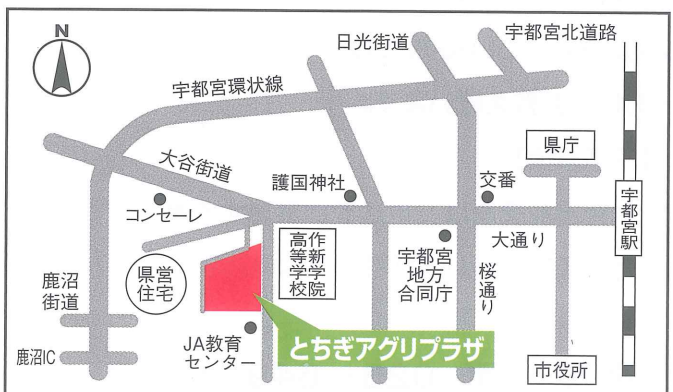 N
日光街道
宇都宮北道路
宇都宮環状線
県庁
大谷街道
護国神社
交番
コンセーレ
宇都宮駅
大通り
作新学院
高等学校
宇都宮
地方
合同庁
桜通り
県営
住宅
鹿沼
街道
JA教育
センター
とちぎアグリプラザ
鹿沼IC
市役所